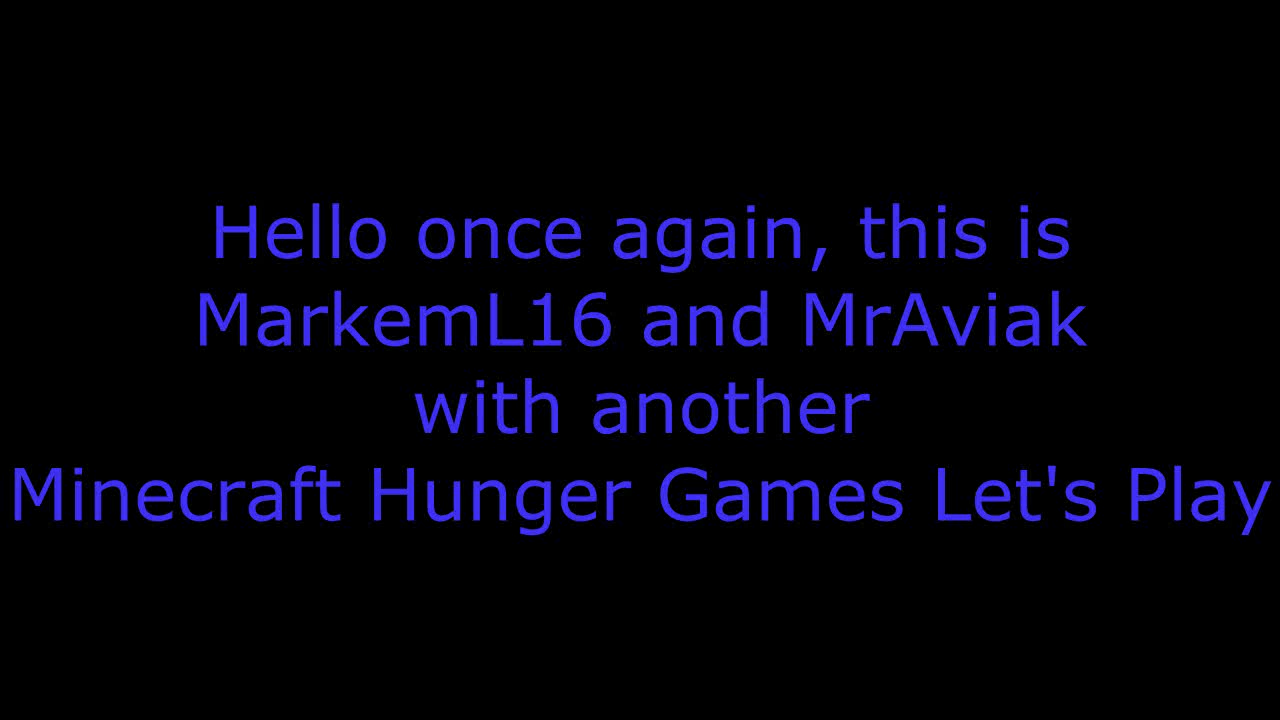 Hello once again, this is
MarkemL16 and MrAviak
with another
Minecraft Hunger Games Let's Play